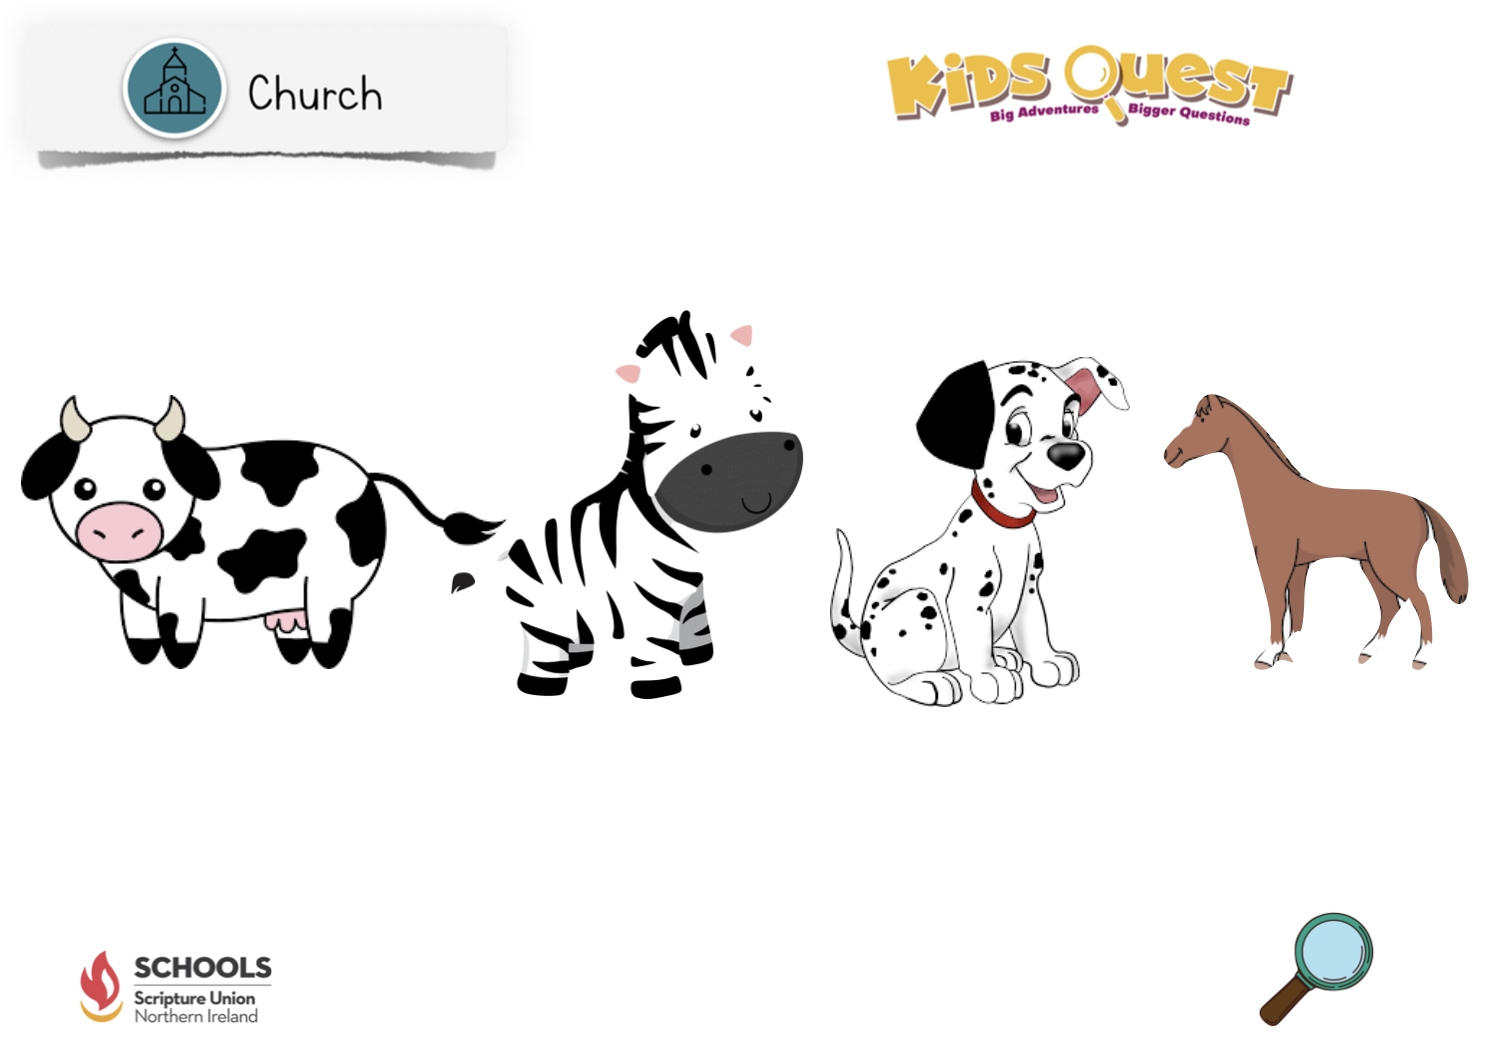 Church
KiDS QUEST
Big Adventures Bigger Questions
SCHOOLS
Scripture Union
Northern Ireland